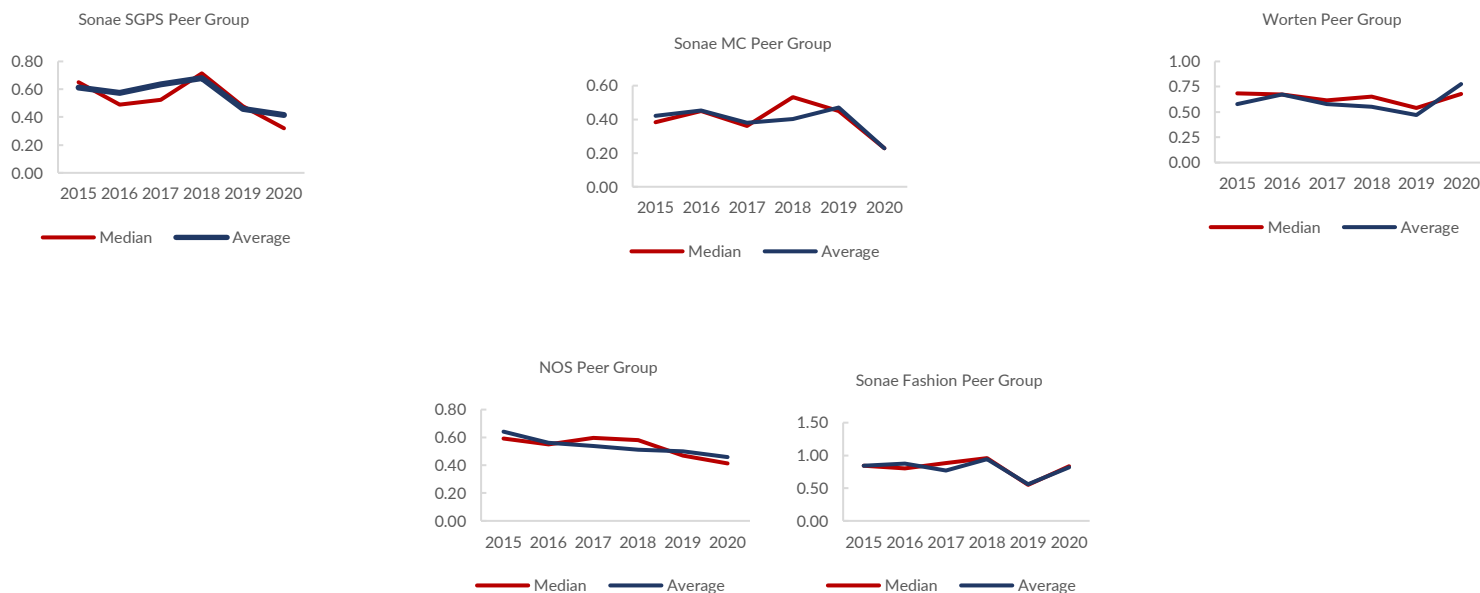 Sonae SGPS Peer Group
0.80
0.60
0.40
0.20
0.00
2015 2016 2017 2018 2019 2020
Median Average
Sonae MC Peer Group
0.60
0.40
0.20
0.00
2015 2016 2017 2018 2019 2020
Median Average
Worten Peer Group
1.00
0.75
0.50
0.25
0.00
2015 2016 2017 2018 2019 2020
Median Average
NOS Peer Group
0.80
0.60
0.40
0.20
0.00
2015 2016 2017 2018 2019 2020
Median Average
Sonae Fashion Peer Group
1.50
1.00
0.50
0.00
2015 2016 2017 2018 2019 2020
Median Average